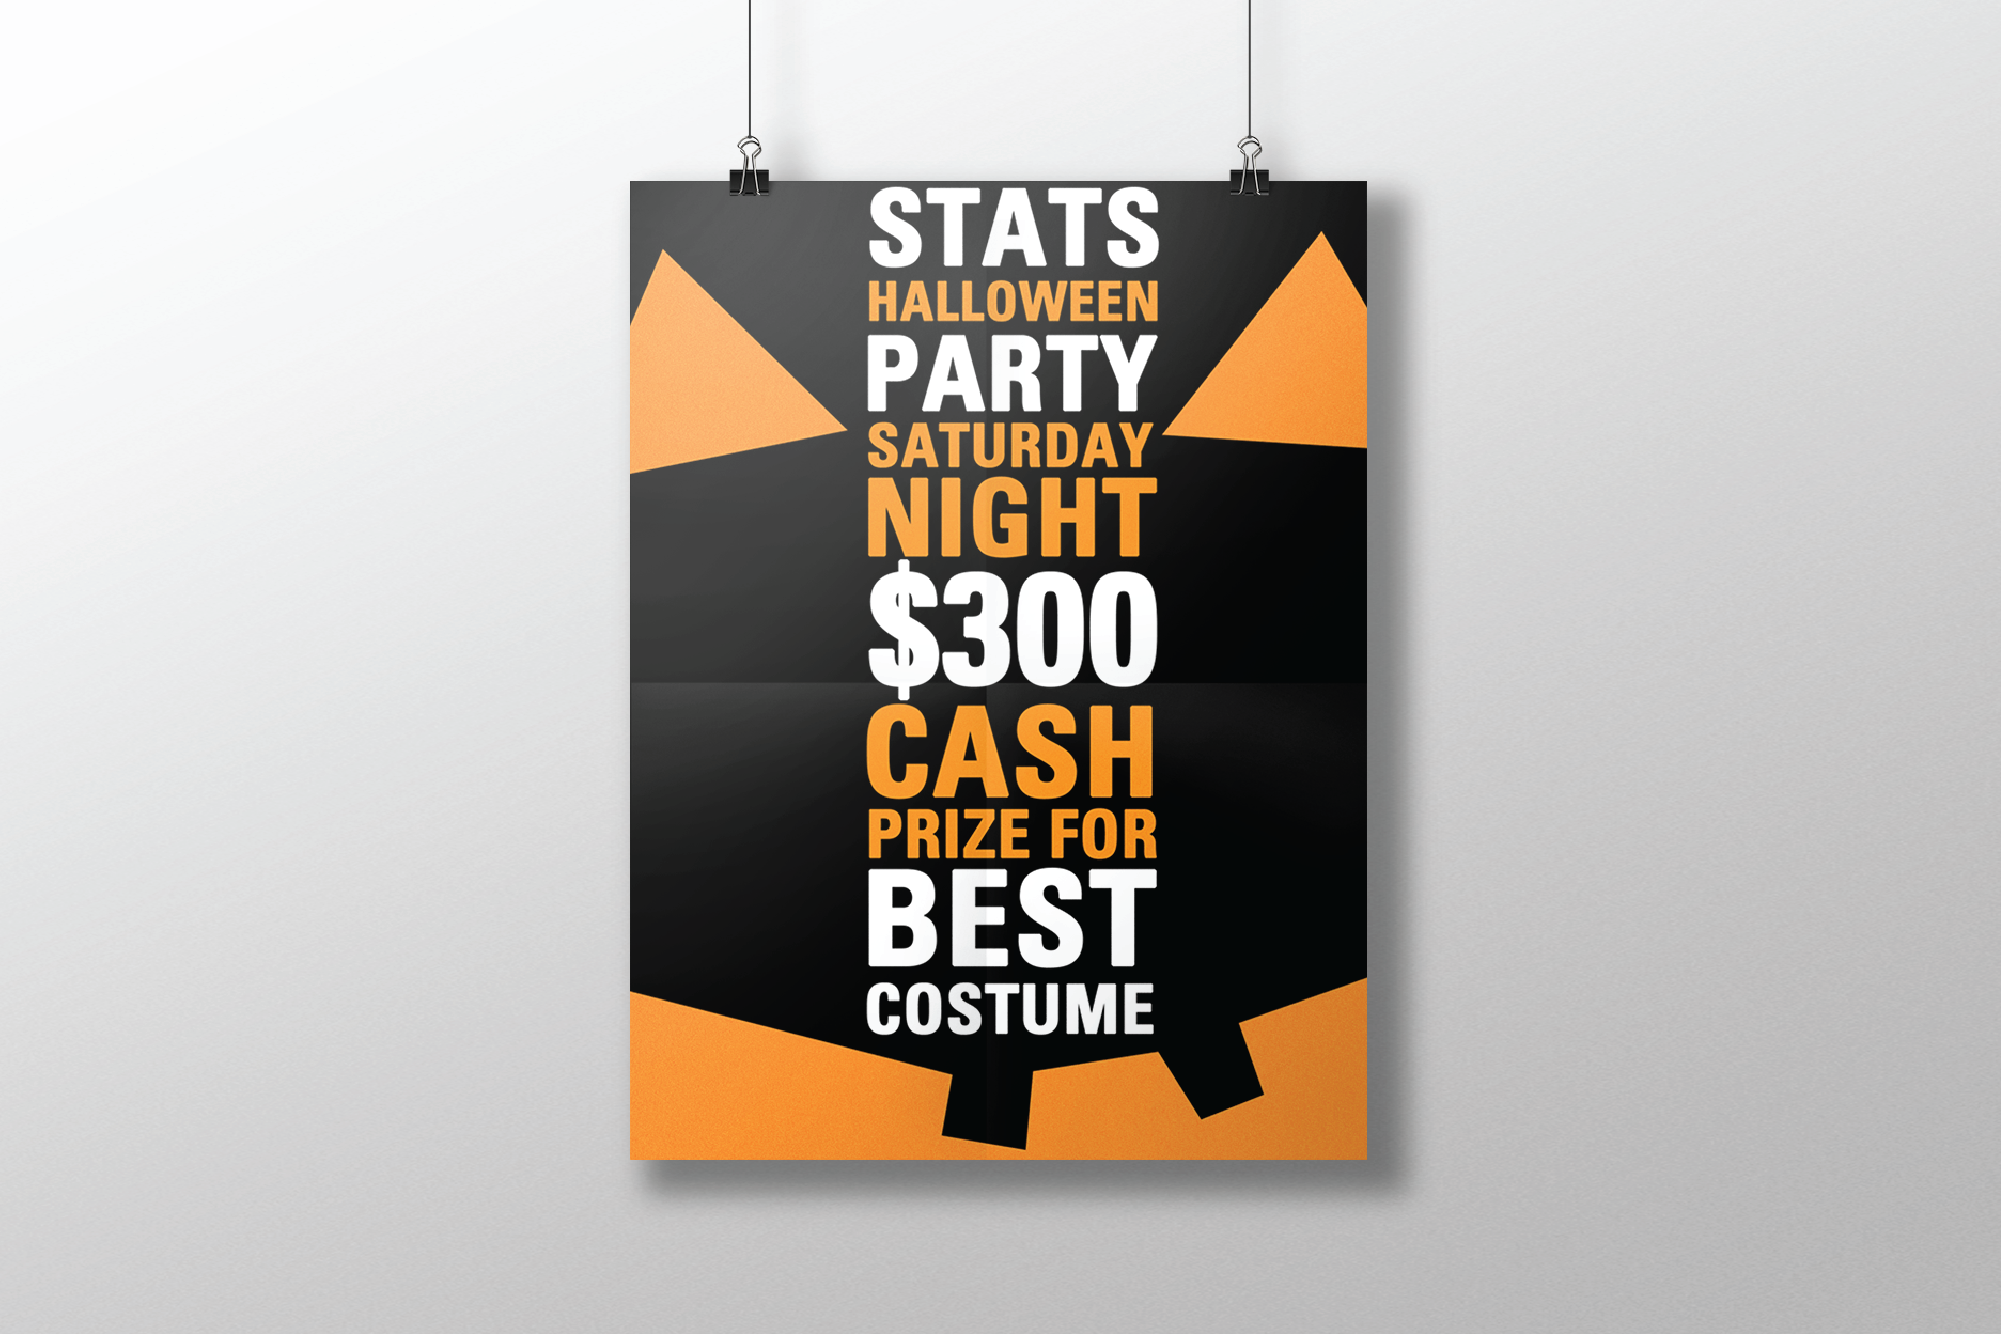 STATS
HALLOWEEN
PARTY
SATURDAY
NIGHT
$300
CASH
PRIZE FOR
BEST
COSTUME